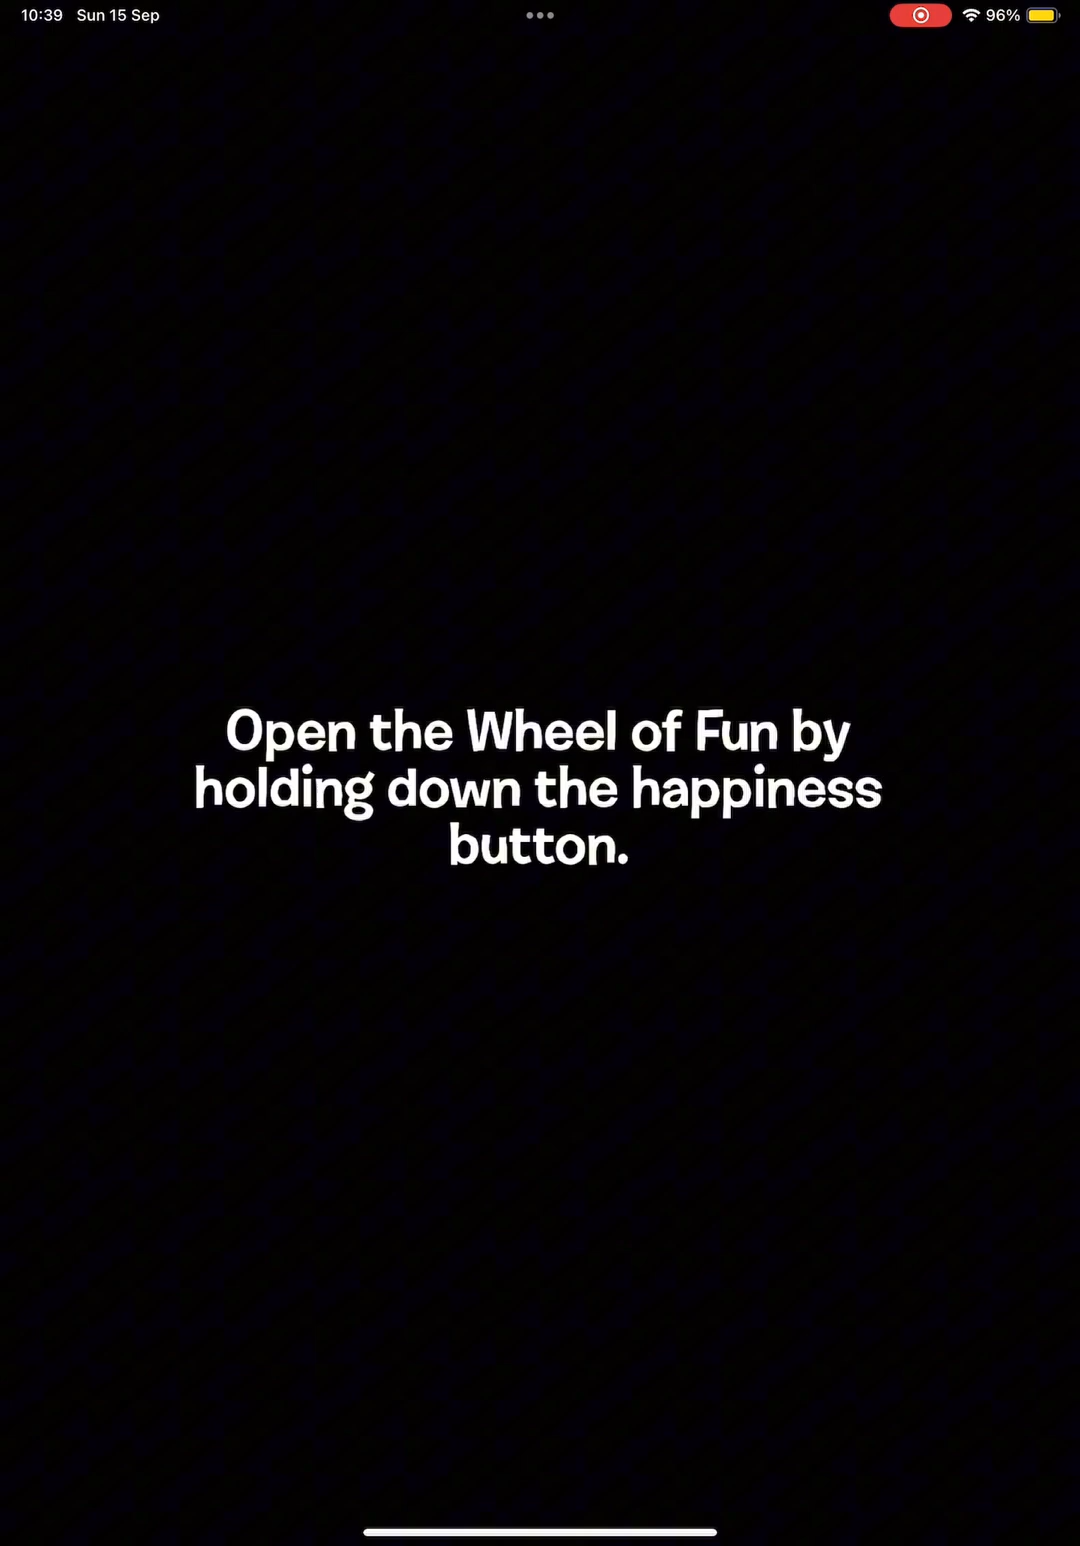 10:39 Sun 15 Sep 96%
Open the Wheel of Fun by
holding down the happiness
button.